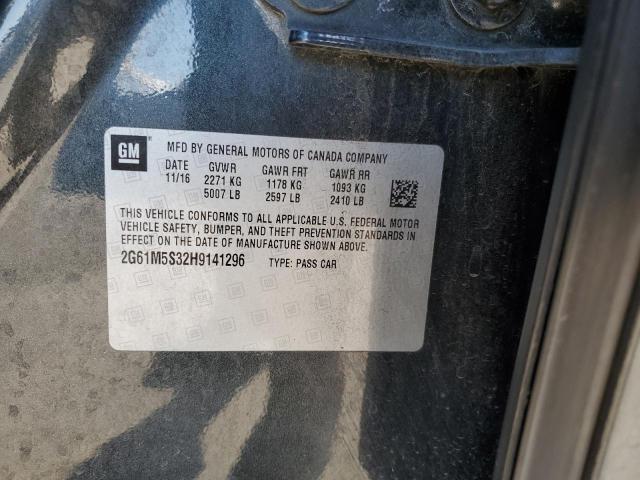 GM
MFD BY GENERAL MOTORS OF CANADA COMPANY
DATE GVWR GAWR FRT GAWR RR
11/16 2271 KG 1178 KG 1093 KG
5007 LB 2597 LB 2410 LB
THIS VEHICLE CONFORMS TO ALL APPLICABLE U.S. FEDERAL MOTOR
VEHICLE SAFETY, BUMPER, AND THEFT PREVENTION STANDARDS IN
EFFECT ON THE DATE OF MANUFACTURE SHOWN ABOVE.
2G61M5S32H9141296 TYPE: PASS CAR